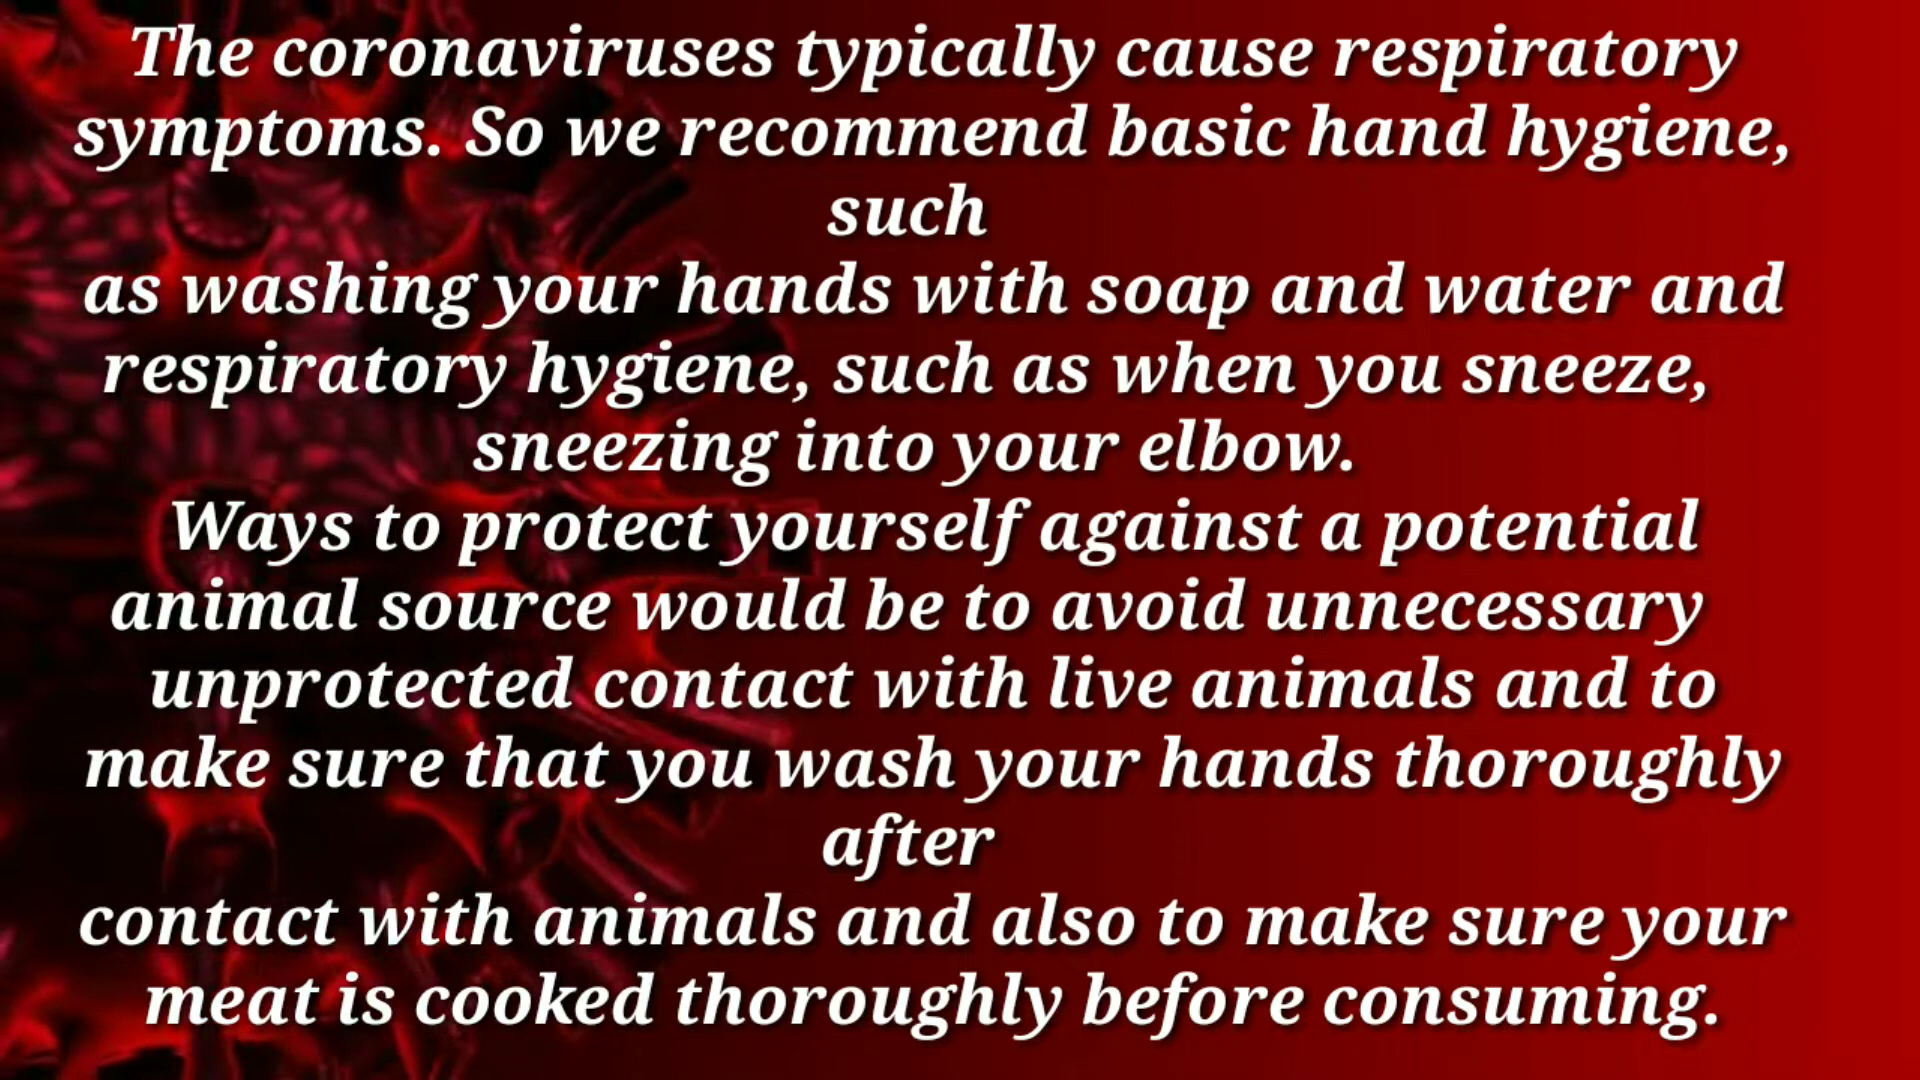 The coronaviruses typically cause respiratory
symptoms. So we recommend basic hand hygiene,
such
as washing your hands with soap and water and
respiratory hygiene, such as when you sneeze,
sneezing into your elbow.
Ways to protect yourself against a potential
animal source would be to avoid unnecessary
unprotected contact with live animals and to
make sure that you wash your hands thoroughly
after
contact with animals and also to make sure your
meat is cooked thoroughly before consuming.